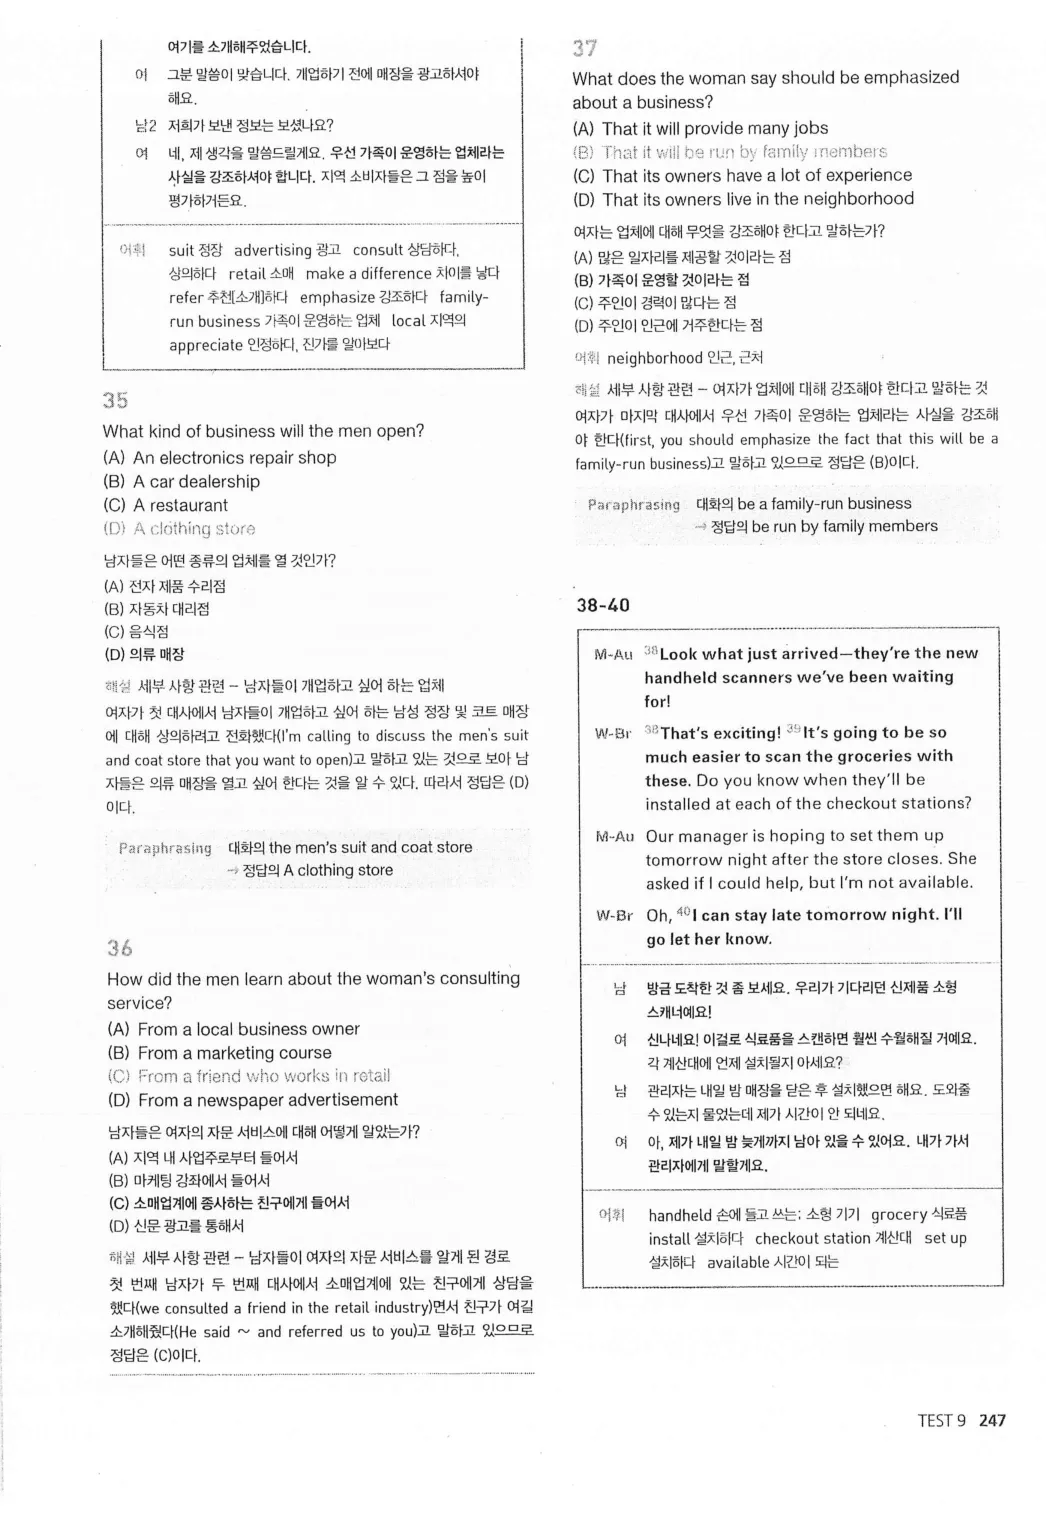 여기를 소개해주었습니다.
여 그분 말씀이 맞습니다. 개업하기 전에 매장을 광고하셔야
해요.
남2 저희가 보낸 정보는 보셨나요?
여 네, 제 생각을 말씀드릴게요. 우선 가족이 운영하는 업체라는
사실을 강조하셔야 합니다. 지역 소비자들은 그 점을 높이
평가하거든요.
어휘 suit 정장 advertising 광고 consult 상담하다,
상의하다 retail 소매 make a difference 차이를 낳다
refer 추천[소개]하다 emphasize 강조하다 family-
run business 가족이 운영하는 업체 local 지역의
appreciate 인정하다, 진가를 알아보다
35
What kind of business will the men open?
(A) An electronics repair shop
(B) A car dealership
(C) A restaurant
(D) A clothing store
남자들은 어떤 종류의 업체를 열 것인가?
(A) 전자 제품 수리점
(B) 자동차 대리점
(C) 음식점
(D) 의류 매장
해설 세부 사항 관련 – 남자들이 개업하고 싶어 하는 업체
여자가 첫 대사에서 남자들이 개업하고 싶어 하는 남성 정장 및 코트 매장
에 대해 상의하려고 전화했다(I'm calling to discuss the men's suit
and coat store that you want to open)고 말하고 있는 것으로 보아 남
자들은 의류 매장을 열고 싶어 한다는 것을 알 수 있다. 따라서 정답은 (D)
이다.
Paraphrasing 대화의 the men's suit and coat store
→ 정답의 A clothing store
36
How did the men learn about the woman's consulting
service?
(A) From a local business owner
(B) From a marketing course
(C) From a friend who works in retail
(D) From a newspaper advertisement
남자들은 여자의 자문 서비스에 대해 어떻게 알았는가?
(A) 지역 내 사업주로부터 들어서
(B) 마케팅 강좌에서 들어서
(C) 소매업계에 종사하는 친구에게 들어서
(D) 신문 광고를 통해서
해설 세부 사항 관련 – 남자들이 여자의 자문 서비스를 알게 된 경로
첫 번째 남자가 두 번째 대사에서 소매업계에 있는 친구에게 상담을
했다(we consulted a friend in the retail industry)면서 친구가 여길
소개해줬다(He said ~ and referred us to you)고 말하고 있으므로
정답은 (C)이다.
37
What does the woman say should be emphasized
about a business?
(A) That it will provide many jobs
(B) That it will be run by family members
(C) That its owners have a lot of experience
(D) That its owners live in the neighborhood
여자는 업체에 대해 무엇을 강조해야 한다고 말하는가?
(A) 많은 일자리를 제공할 것이라는 점
(B) 가족이 운영할 것이라는 점
(C) 주인이 경력이 많다는 점
(D) 주인이 인근에 거주한다는 점
어휘 neighborhood 인근, 근처
해설 세부 사항 관련 – 여자가 업체에 대해 강조해야 한다고 말하는 것
여자가 마지막 대사에서 우선 가족이 운영하는 업체라는 사실을 강조해
야 한다(first, you should emphasize the fact that this will be a
family-run business)고 말하고 있으므로 정답은 (B)이다.
Paraphrasing 대화의 be a family-run business
→ 정답의 be run by family members
38-40
M-Au 38Look what just arrived—they're the new
handheld scanners we've been waiting
for!
W-Br 38That's exciting! 39It's going to be so
much easier to scan the groceries with
these. Do you know when they'll be
installed at each of the checkout stations?
M-Au Our manager is hoping to set them up
tomorrow night after the store closes. She
asked if I could help, but I'm not available.
W-Br Oh, 40I can stay late tomorrow night. I'll
go let her know.
남 방금 도착한 것 좀 보세요. 우리가 기다리던 신제품 소형
스캐너예요!
여 신나네요! 이걸로 식료품을 스캔하면 훨씬 수월해질 거예요.
각 계산대에 언제 설치될지 아세요?
남 관리자는 내일 밤 매장을 닫은 후 설치했으면 해요. 도와줄
수 있는지 물었는데 제가 시간이 안 되네요.
여 아, 제가 내일 밤 늦게까지 남아 있을 수 있어요. 내가 가서
관리자에게 말할게요.
어휘 handheld 손에 들고 쓰는; 소형 기기 grocery 식료품
install 설치하다 checkout station 계산대 set up
설치하다 available 시간이 되는
TEST 9 247